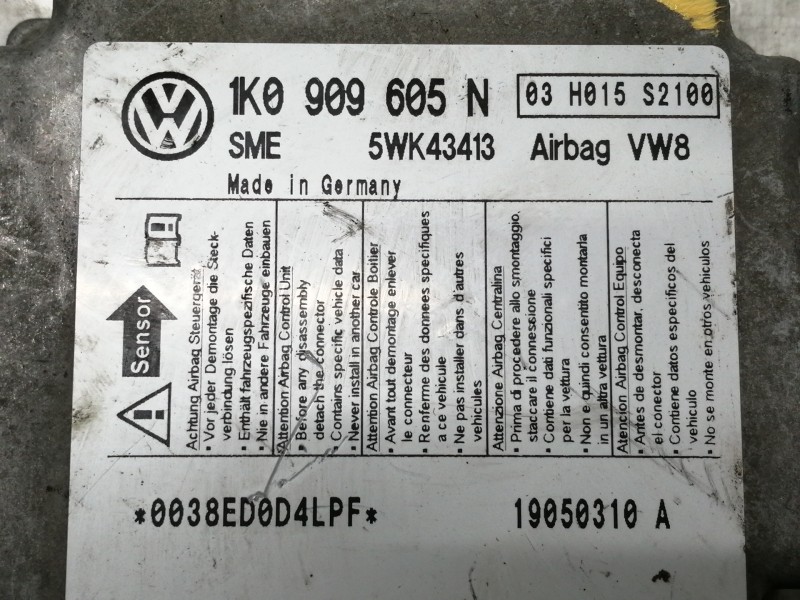 1K0 909 605 N
03 H015 S2100
SME 5WK43413 Airbag VW8
Made in Germany
Sensor
Achtung Airbag Steuergerät
- Vor jeder Demontage die Steck-
verbindung lösen
- Enthält fahrzeugspezifische Daten
- Nie in andere Fahrzeuge einbauen
Attention Airbag Control Unit
- Before any disassembly
detach the connector
- Contains specific vehicle data
- Never install in another car
Attention Airbag Controle Boitier
- Avant tout demontage enlever
le connecteur
- Renferme des donnees specifiques
a ce vehicule
- Ne pas installer dans d'autres
vehicules
Attenzione Airbag Centralina
- Prima di procedere allo smontaggio,
staccare il connessione
- Contiene dati funzionali specifici
per la vettura
- Non e quindi consentito montarla
in un altra vettura
Atencion Airbag Control Equipo
- Antes de desmontar, desconecta
el conector
- Contiene datos especificos del
vehiculo
- No se monte en otros vehiculos
*0038ED0D4LPF* 19050310 A